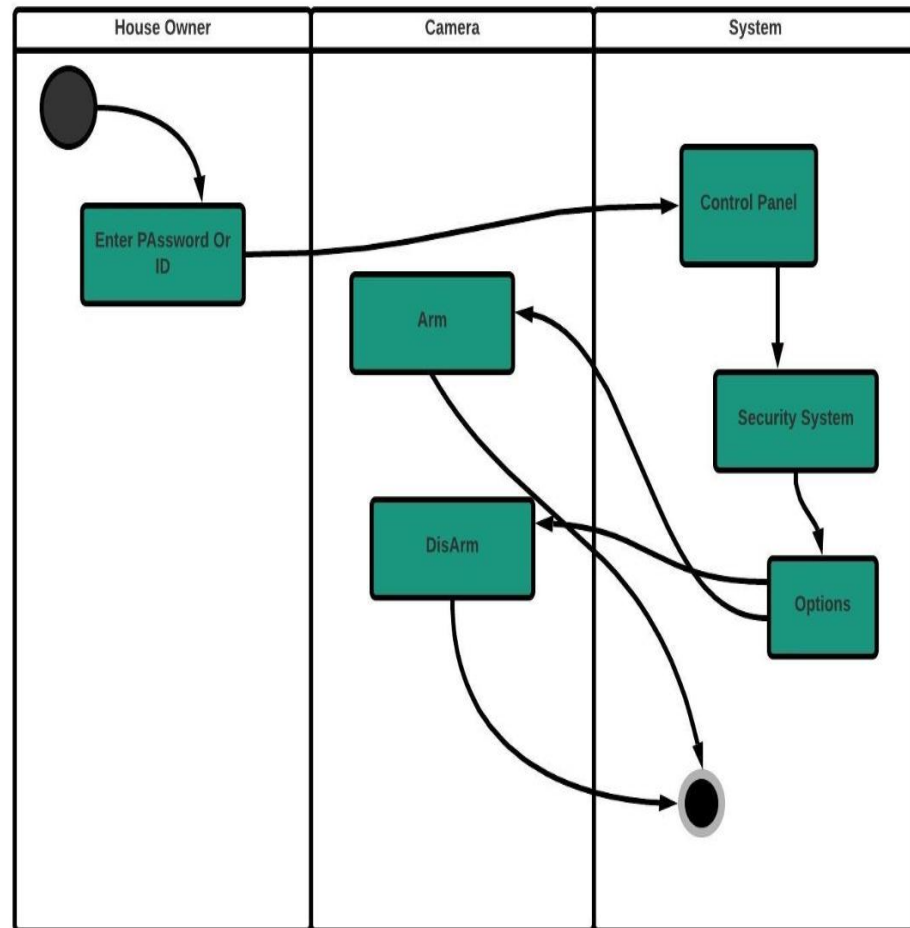 House Owner
Camera
System
Enter PAssword Or
ID
Control Panel
Arm
Security System
DisArm
Options